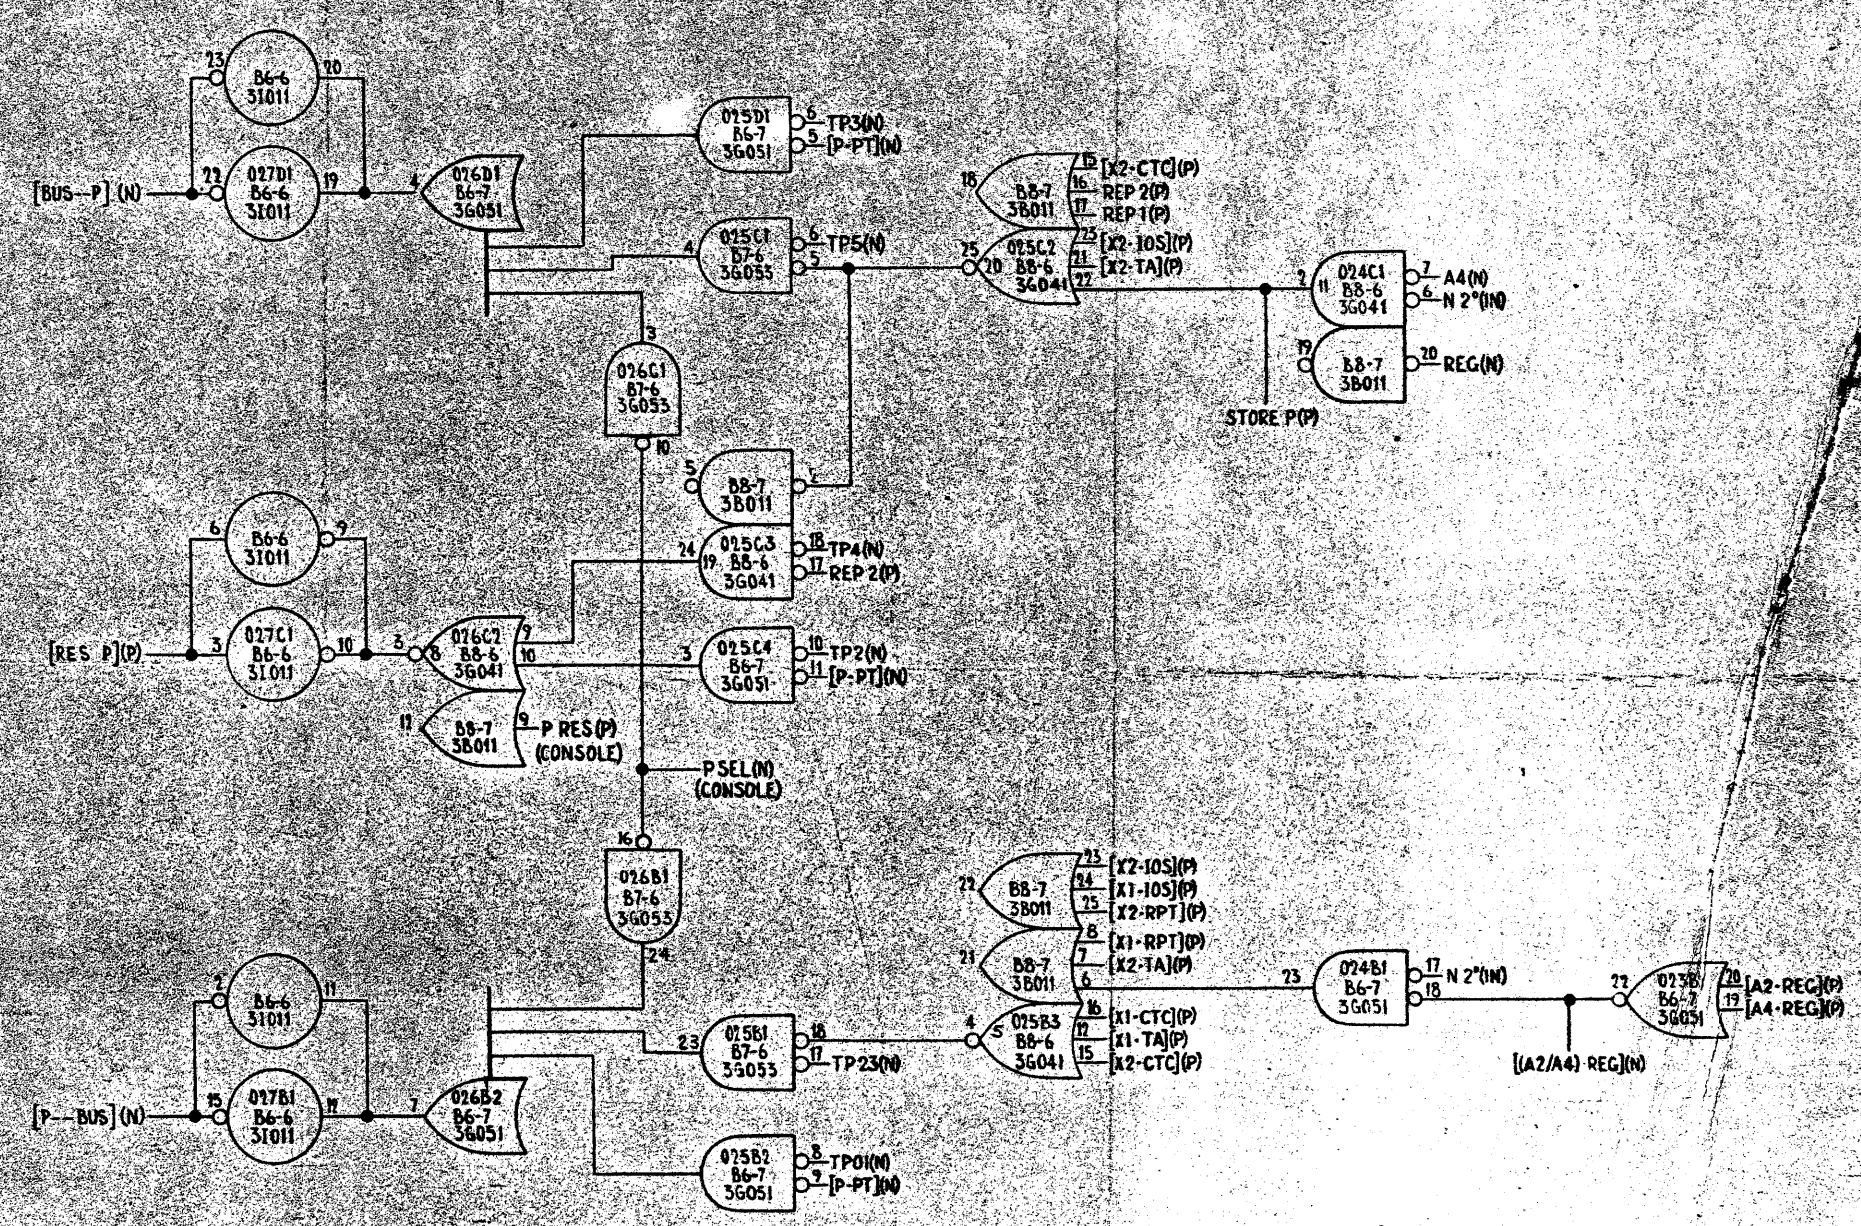 23
20
B6-6
3I011
22
19
027D1
B6-6
3I011
[BUS--P] (N)
4
026D1
B6-7
3G051
025D1
B6-7
3G051
6
TP3(N)
5
[P-PT](N)
4
025C1
B7-6
3G053
6
TP5(N)
5
18
B8-7
3B011
15
[X2-CTC](P)
16
REP 2(P)
17
REP 1(P)
25
20
025C2
B8-6
3G041
23
[X2-IOS](P)
21
[X2-TA](P)
22
2
11
024C1
B8-6
3G041
7
A4(N)
6
N 2°(IN)
19
B8-7
3B011
20
REG(N)
STORE P(P)
3
026C1
B7-6
3G053
10
5
B8-7
3B011
24
19
025C3
B8-6
3G041
18
TP4(N)
17
REP 2(P)
6
B6-6
3I011
9
[RES P](P)
3
027C1
B6-6
3I011
10
3
8
026C2
B8-6
3G041
9
10
12
B8-7
3B011
9
P RES(P)
(CONSOLE)
3
025C4
B6-7
3G051
10
TP2(N)
11
[P-PT](N)
P SEL(N)
(CONSOLE)
16
026B1
B7-6
3G053
24
22
B8-7
3B011
23
[X2-IOS](P)
24
[X1-IOS](P)
25
[X2-RPT](P)
21
B8-7
3B011
8
[X1-RPT](P)
7
[X2-TA](P)
6
4
5
025B3
B8-6
3G041
16
[X1-CTC](P)
12
[X1-TA](P)
15
[X2-CTC](P)
23
024B1
B6-7
3G051
17
N 2°(IN)
18
22
023B
B6-7
3G051
20
[A2-REG](P)
19
[A4-REG](P)
[(A2/A4)-REG](N)
2
B6-6
3I011
11
[P--BUS](N)
15
027B1
B6-6
3I011
12
7
026B2
B6-7
3G051
23
025B1
B7-6
3G053
18
17
TP23(N)
025B2
B6-7
3G051
8
TP01(N)
9
[P-PT](N)